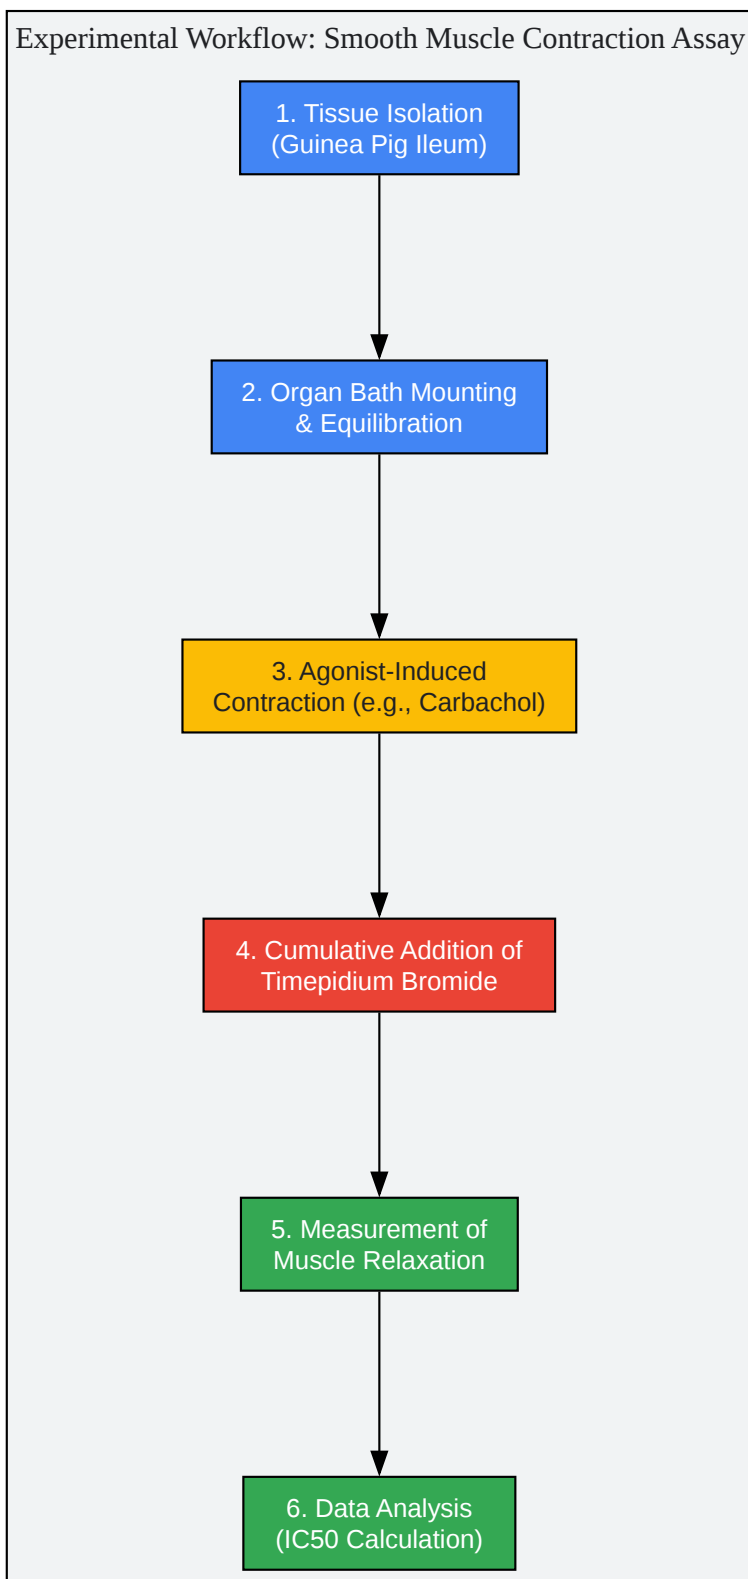 Experimental Workflow: Smooth Muscle Contraction Assay
1. Tissue Isolation
(Guinea Pig Ileum)
2. Organ Bath Mounting
& Equilibration
3. Agonist-Induced
Contraction (e.g., Carbachol)
4. Cumulative Addition of
Timepidium Bromide
5. Measurement of
Muscle Relaxation
6. Data Analysis
(IC50 Calculation)